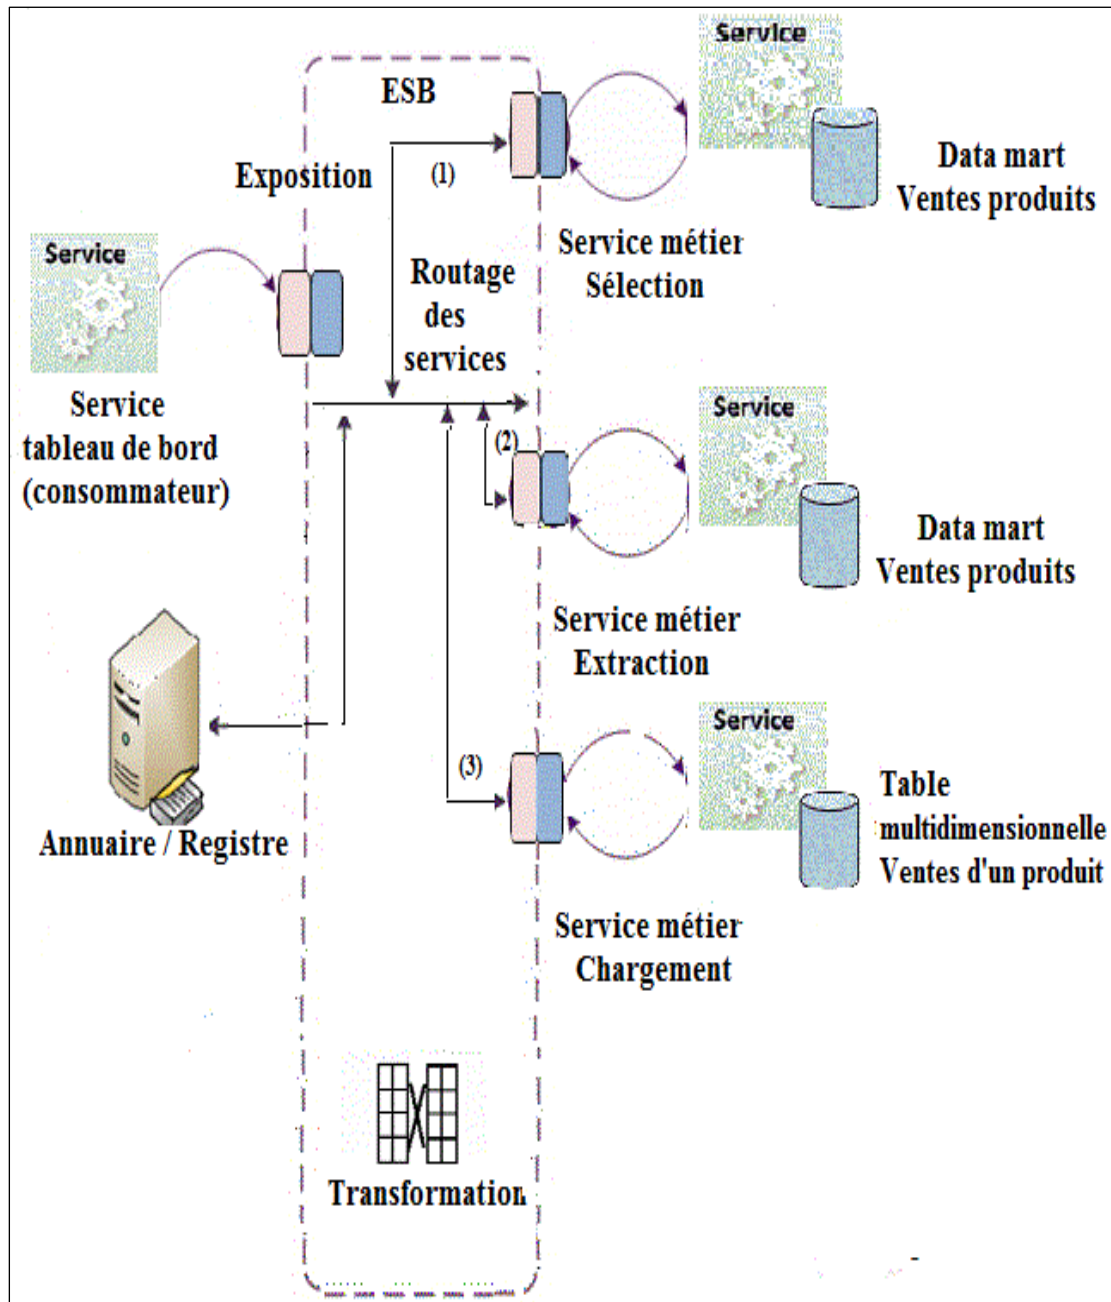 Service
ESB
Exposition
(1)
Data mart
Ventes produits
Service métier
Sélection
Service
Routage
des
services
Service
tableau de bord
(consommateur)
Service
(2)
Data mart
Ventes produits
Service métier
Extraction
Service
(3)
Table
multidimensionnelle
Ventes d'un produit
Annuaire / Registre
Service métier
Chargement
Transformation